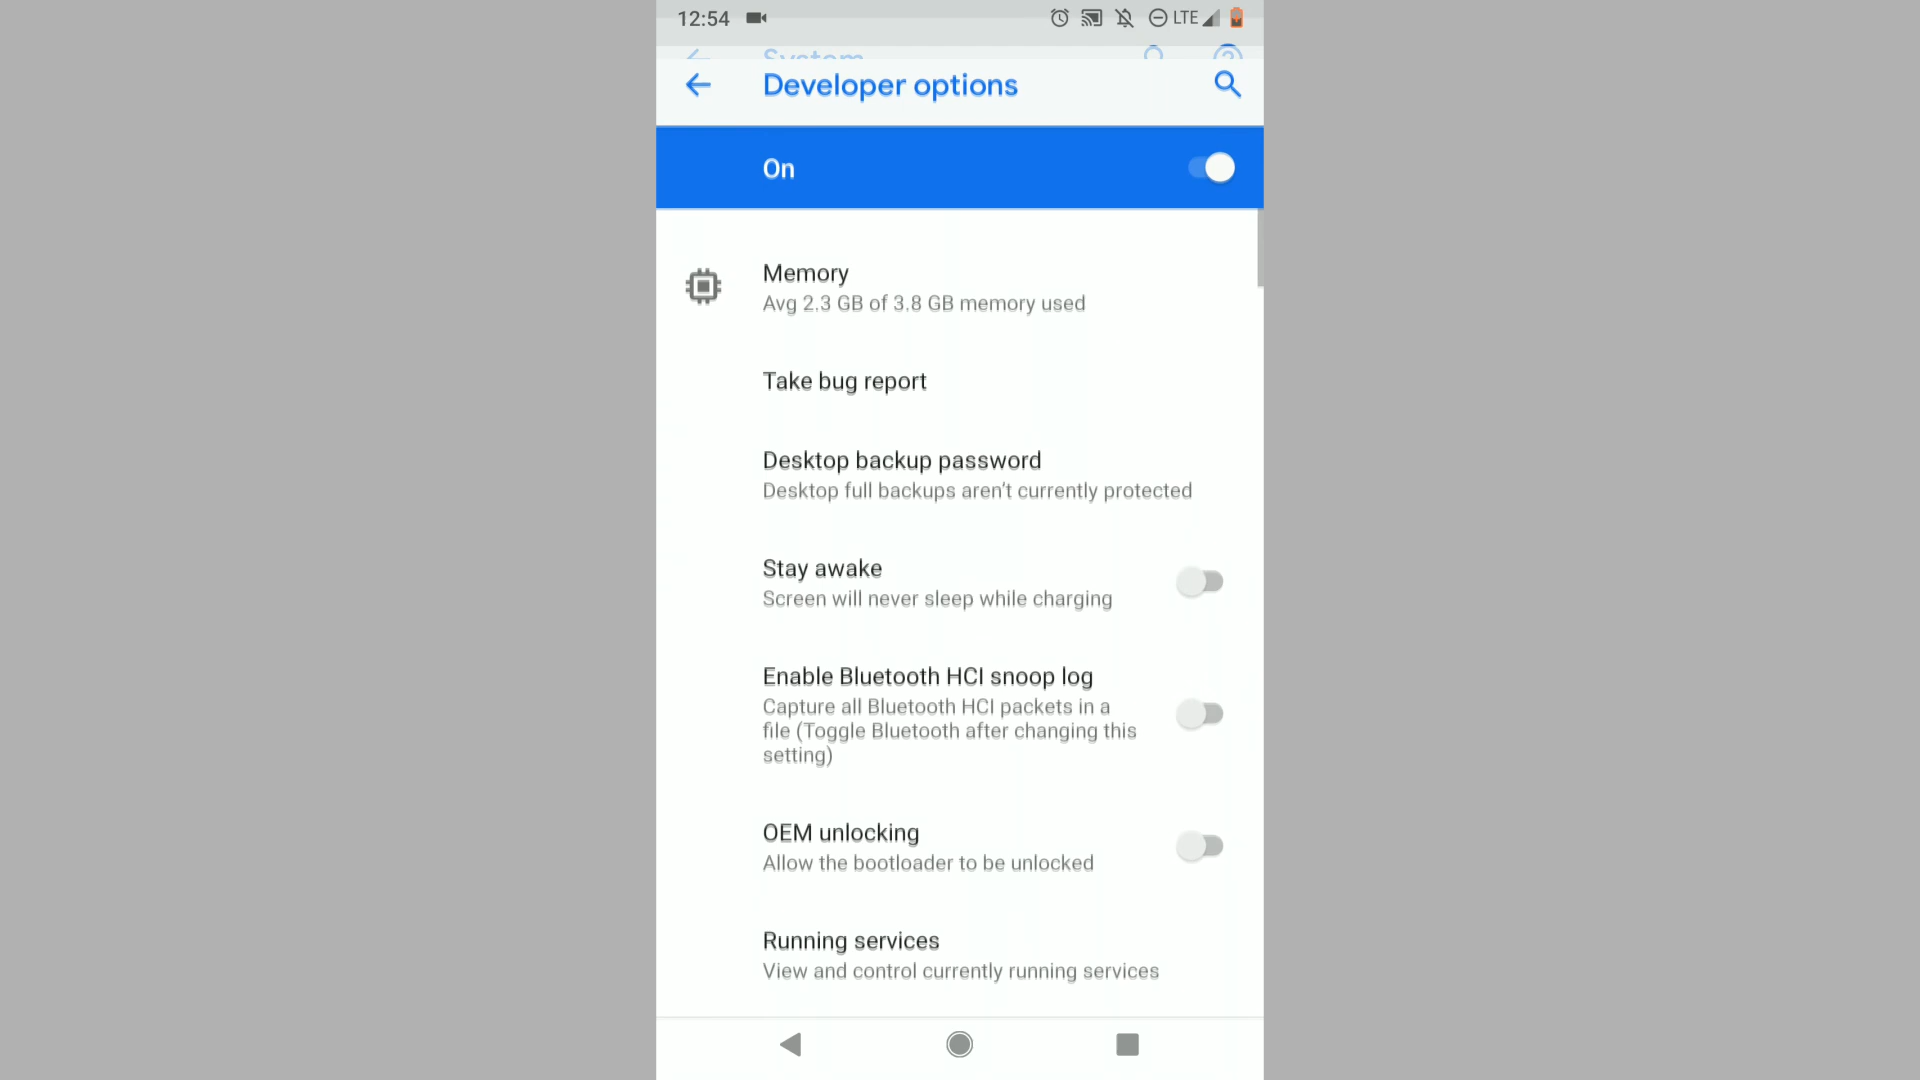 12:54
LTE
System
Developer options
On
Memory
Avg 2.3 GB of 3.8 GB memory used
Take bug report
Desktop backup password
Desktop full backups aren't currently protected
Stay awake
Screen will never sleep while charging
Enable Bluetooth HCI snoop log
Capture all Bluetooth HCI packets in a
file (Toggle Bluetooth after changing this
setting)
OEM unlocking
Allow the bootloader to be unlocked
Running services
View and control currently running services